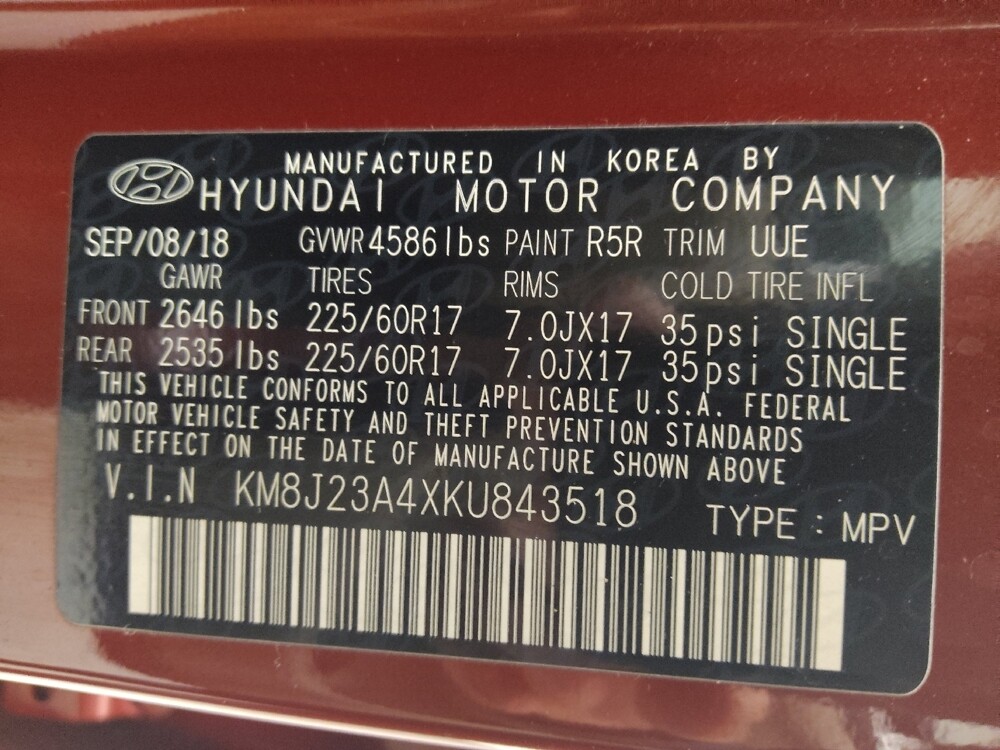 MANUFACTURED IN KOREA BY
HYUNDAI MOTOR COMPANY
SEP/08/18 GVWR 4586 lbs PAINT R5R TRIM UUE
GAWR TIRES RIMS COLD TIRE INFL
FRONT 2646 lbs 225/60R17 7.0JX17 35psi SINGLE
REAR 2535 lbs 225/60R17 7.0JX17 35psi SINGLE
THIS VEHICLE CONFORMS TO ALL APPLICABLE U.S.A. FEDERAL
MOTOR VEHICLE SAFETY AND THEFT PREVENTION STANDARDS
IN EFFECT ON THE DATE OF MANUFACTURE SHOWN ABOVE
V.I.N KM8J23A4XKU843518 TYPE : MPV